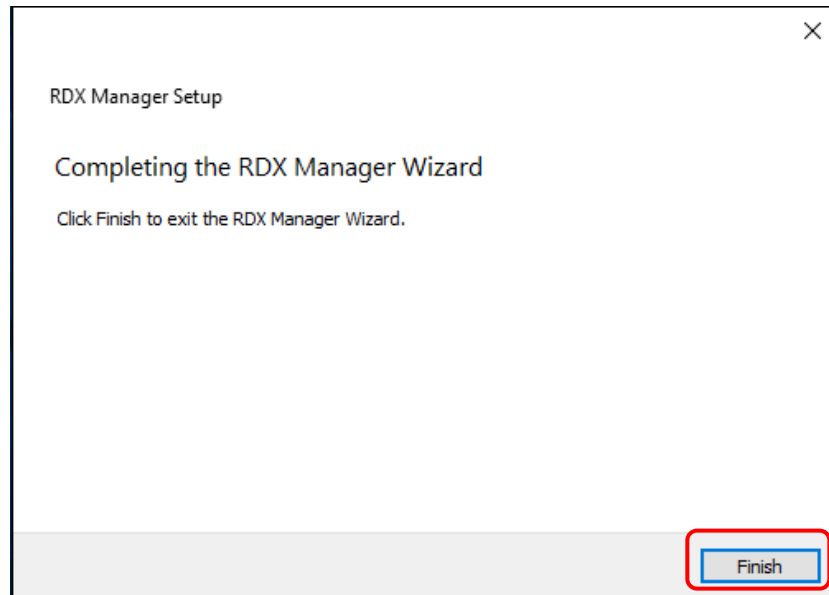 RDX Manager Setup
Completing the RDX Manager Wizard
Click Finish to exit the RDX Manager Wizard.
Finish